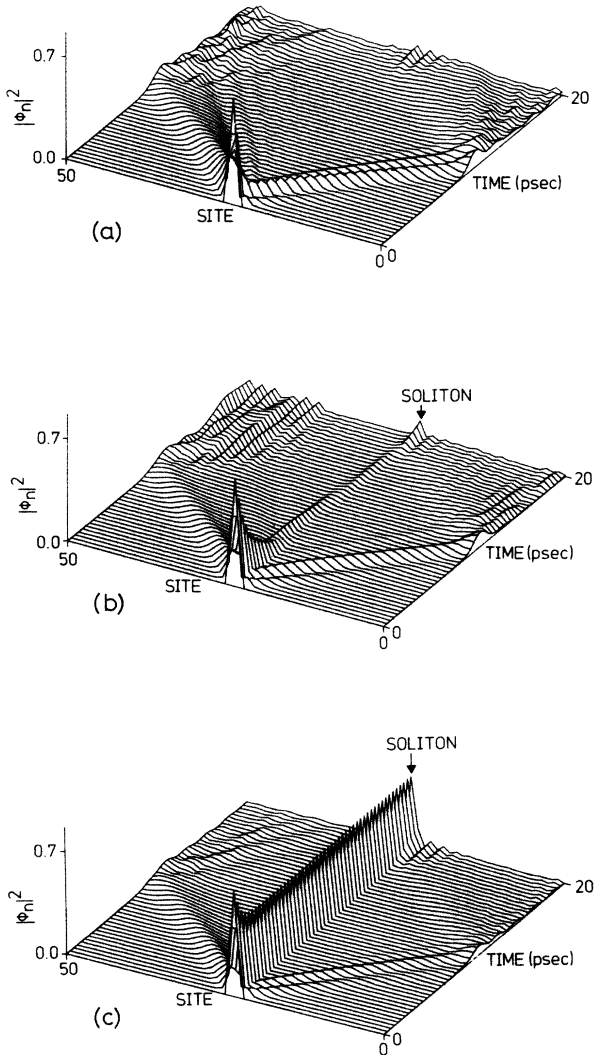 0.7
|Φn|²
0.0
50
SITE
0
0
TIME (psec)
20
(a)
SOLITON
0.7
|Φn|²
0.0
50
SITE
0
0
TIME (psec)
20
(b)
SOLITON
0.7
|Φn|²
0.0
50
SITE
0
0
TIME (psec)
20
(c)